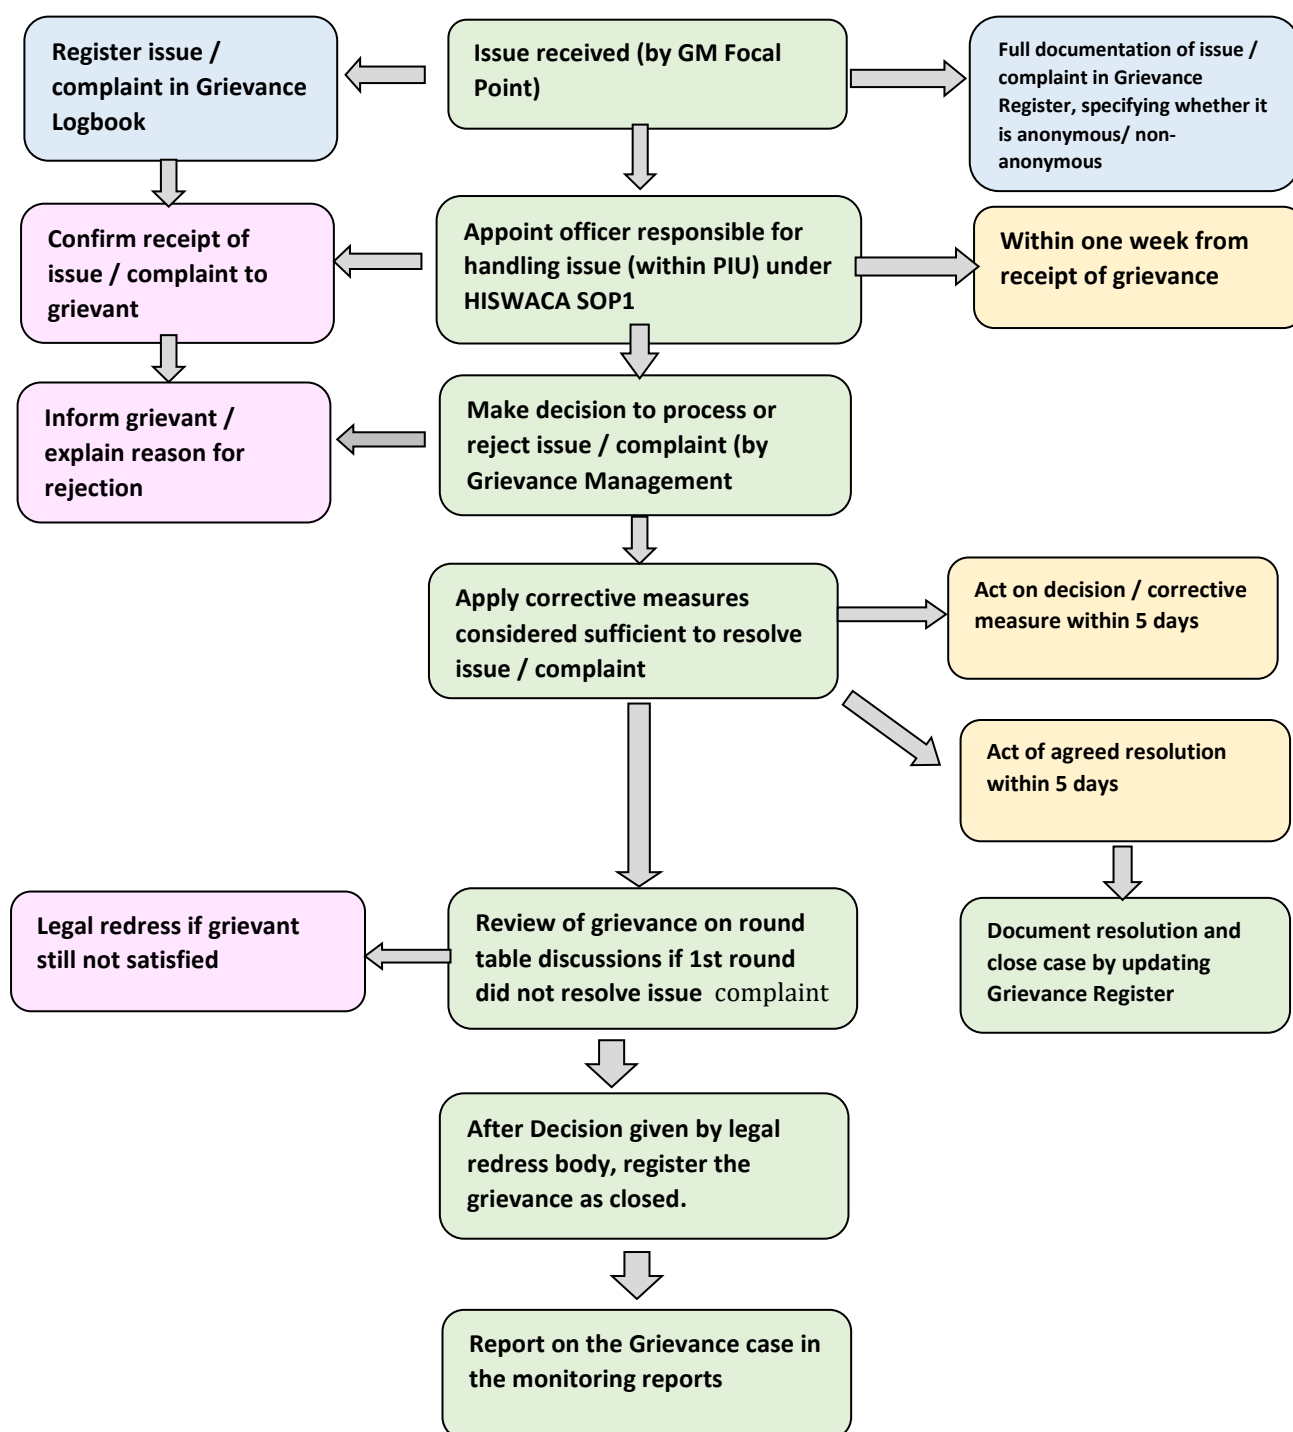 Register issue /
complaint in Grievance
Logbook
Issue received (by GM Focal
Point)
Full documentation of issue /
complaint in Grievance
Register, specifying whether it
is anonymous/ non-
anonymous
Confirm receipt of
issue / complaint to
grievant
Appoint officer responsible for
handling issue (within PIU) under
HISWACA SOP1
Within one week from
receipt of grievance
Inform grievant /
explain reason for
rejection
Make decision to process or
reject issue / complaint (by
Grievance Management
Apply corrective measures
considered sufficient to resolve
issue / complaint
Act on decision / corrective
measure within 5 days
Act of agreed resolution
within 5 days
Legal redress if grievant
still not satisfied
Review of grievance on round
table discussions if 1st round
did not resolve issue complaint
Document resolution and
close case by updating
Grievance Register
After Decision given by legal
redress body, register the
grievance as closed.
Report on the Grievance case in
the monitoring reports